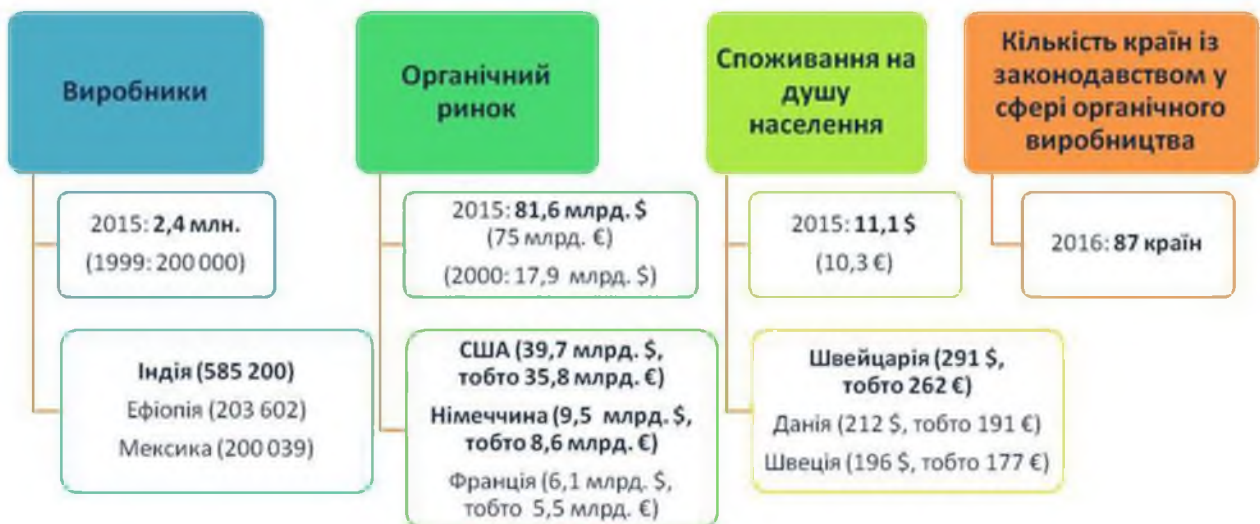 Виробники
2015: 2,4 млн.
(1999: 200 000)
Індія (585 200)
Ефіопія (203 602)
Мексика (200 039)
Органічний
ринок
2015: 81,6 млрд. $
(75 млрд. €)
(2000: 17,9 млрд. $)
США (39,7 млрд. $,
тобто 35,8 млрд. €)
Німеччина (9,5 млрд. $,
тобто 8,6 млрд. €)
Франція (6,1 млрд. $,
тобто 5,5 млрд. €)
Споживання на
душу
населення
2015: 11,1 $
(10,3 €)
Швейцарія (291 $,
тобто 262 €)
Данія (212 $, тобто 191 €)
Швеція (196 $, тобто 177 €)
Кількість країн із
законодавством у
сфері органічного
виробництва
2016: 87 країн